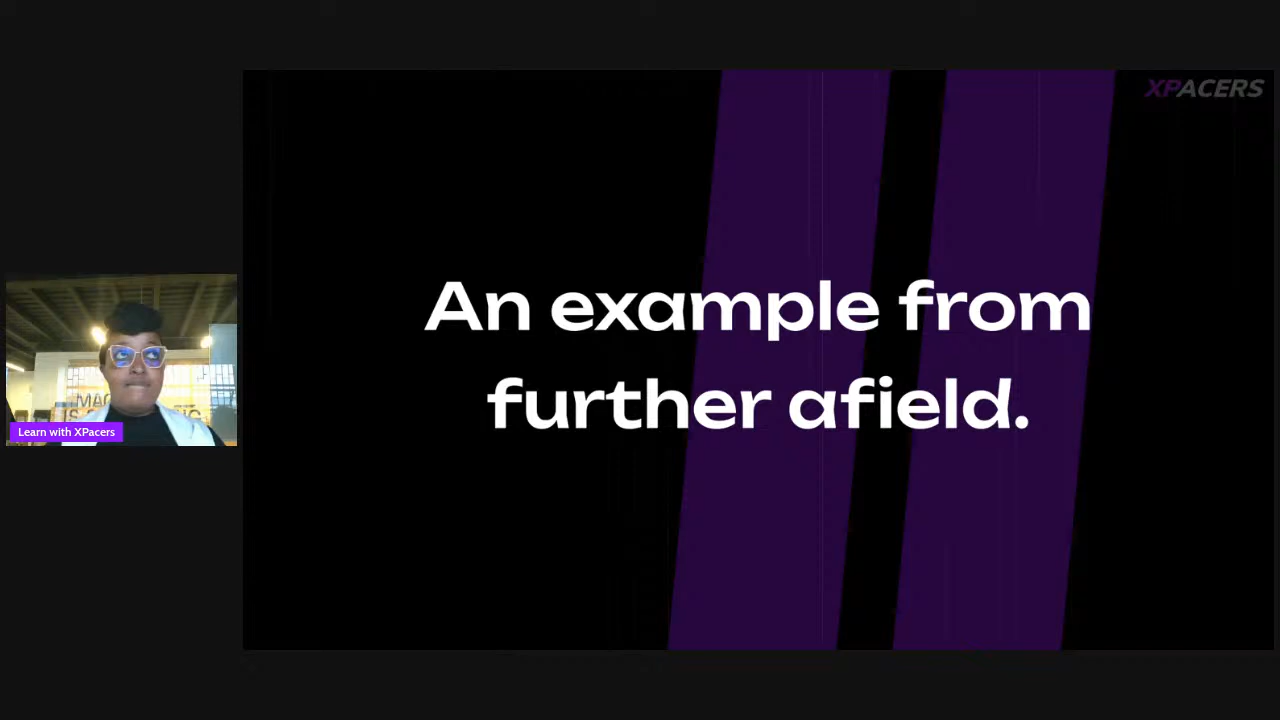 XPACERS
An example from
further afield.
Learn with XPacers